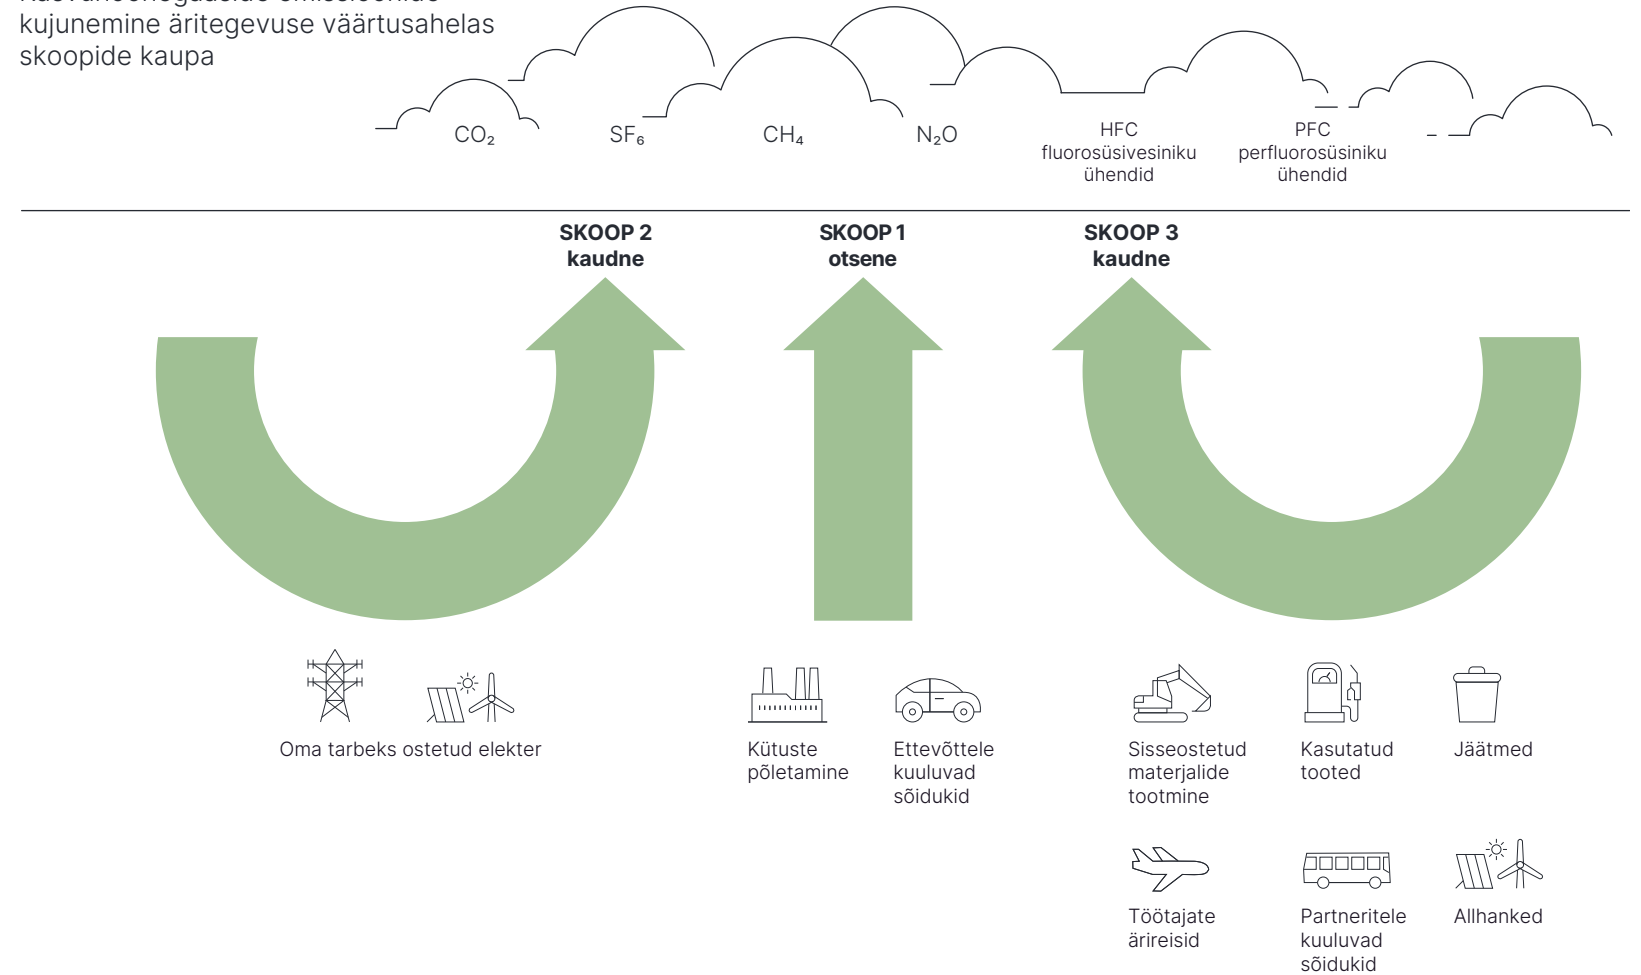 kujunemine äritegevuse väärtusahelas
skoopide kaupa
CO₂
SF₆
CH₄
N₂O
HFC
fluorosüsivesiniku
ühendid
PFC
perfluorosüsiniku
ühendid
SKOOP 2
kaudne
SKOOP 1
otsene
SKOOP 3
kaudne
Oma tarbeks ostetud elekter
Kütuste
põletamine
Ettevõttele
kuuluvad
sõidukid
Sisseostetud
materjalide
tootmine
Kasutatud
tooted
Jäätmed
Töötajate
ärireisid
Partneritele
kuuluvad
sõidukid
Allhanked